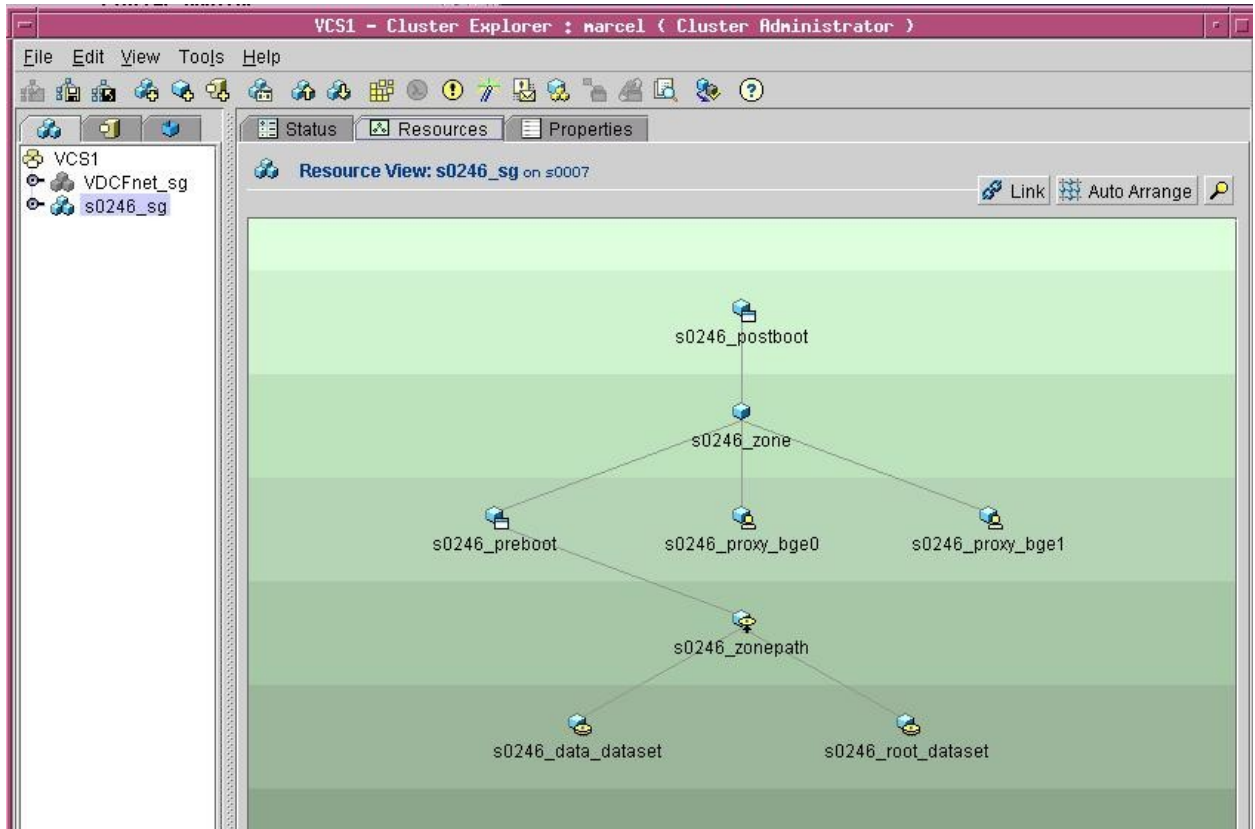 VCS1 - Cluster Explorer : marcel ( Cluster Administrator )
File Edit View Tools Help
Status Resources Properties
VCS1
VDCFnet_sg
s0246_sg
Resource View: s0246_sg on s0007
Link Auto Arrange
s0246_postboot
s0246_zone
s0246_preboot s0246_proxy_bge0 s0246_proxy_bge1
s0246_zonepath
s0246_data_dataset s0246_root_dataset